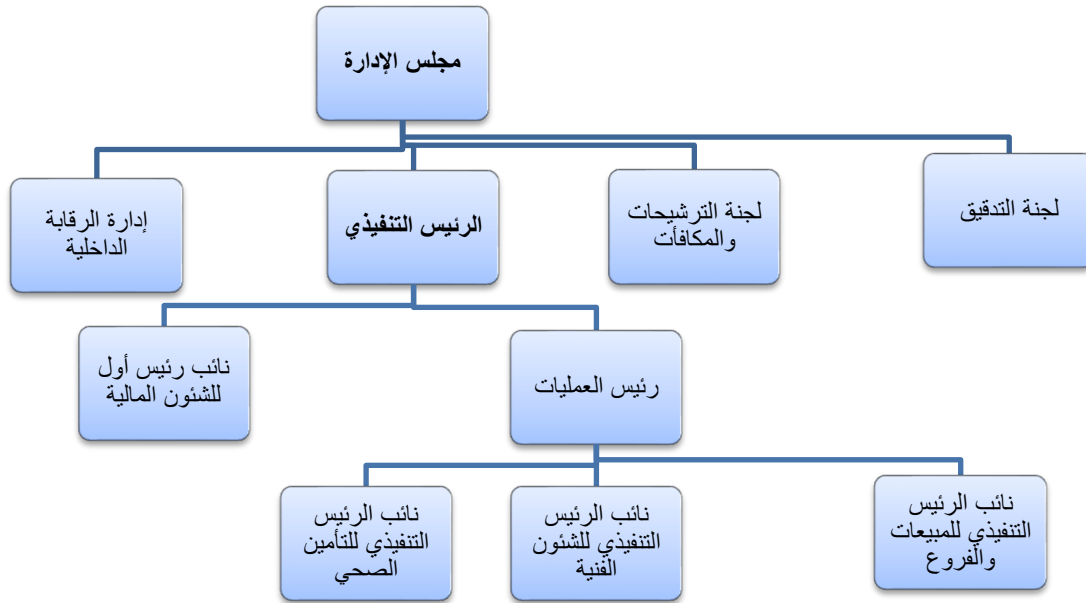 مجلس الإدارة
لجنة التدقيق
لجنة الترشيحات
والمكافأت
الرئيس التنفيذي
إدارة الرقابة
الداخلية
رئيس العمليات
نائب رئيس أول
للشئون المالية
نائب الرئيس
التنفيذي للمبيعات
والفروع
نائب الرئيس
التنفيذي للشئون
الفنية
نائب الرئيس
التنفيذي للتأمين
الصحي